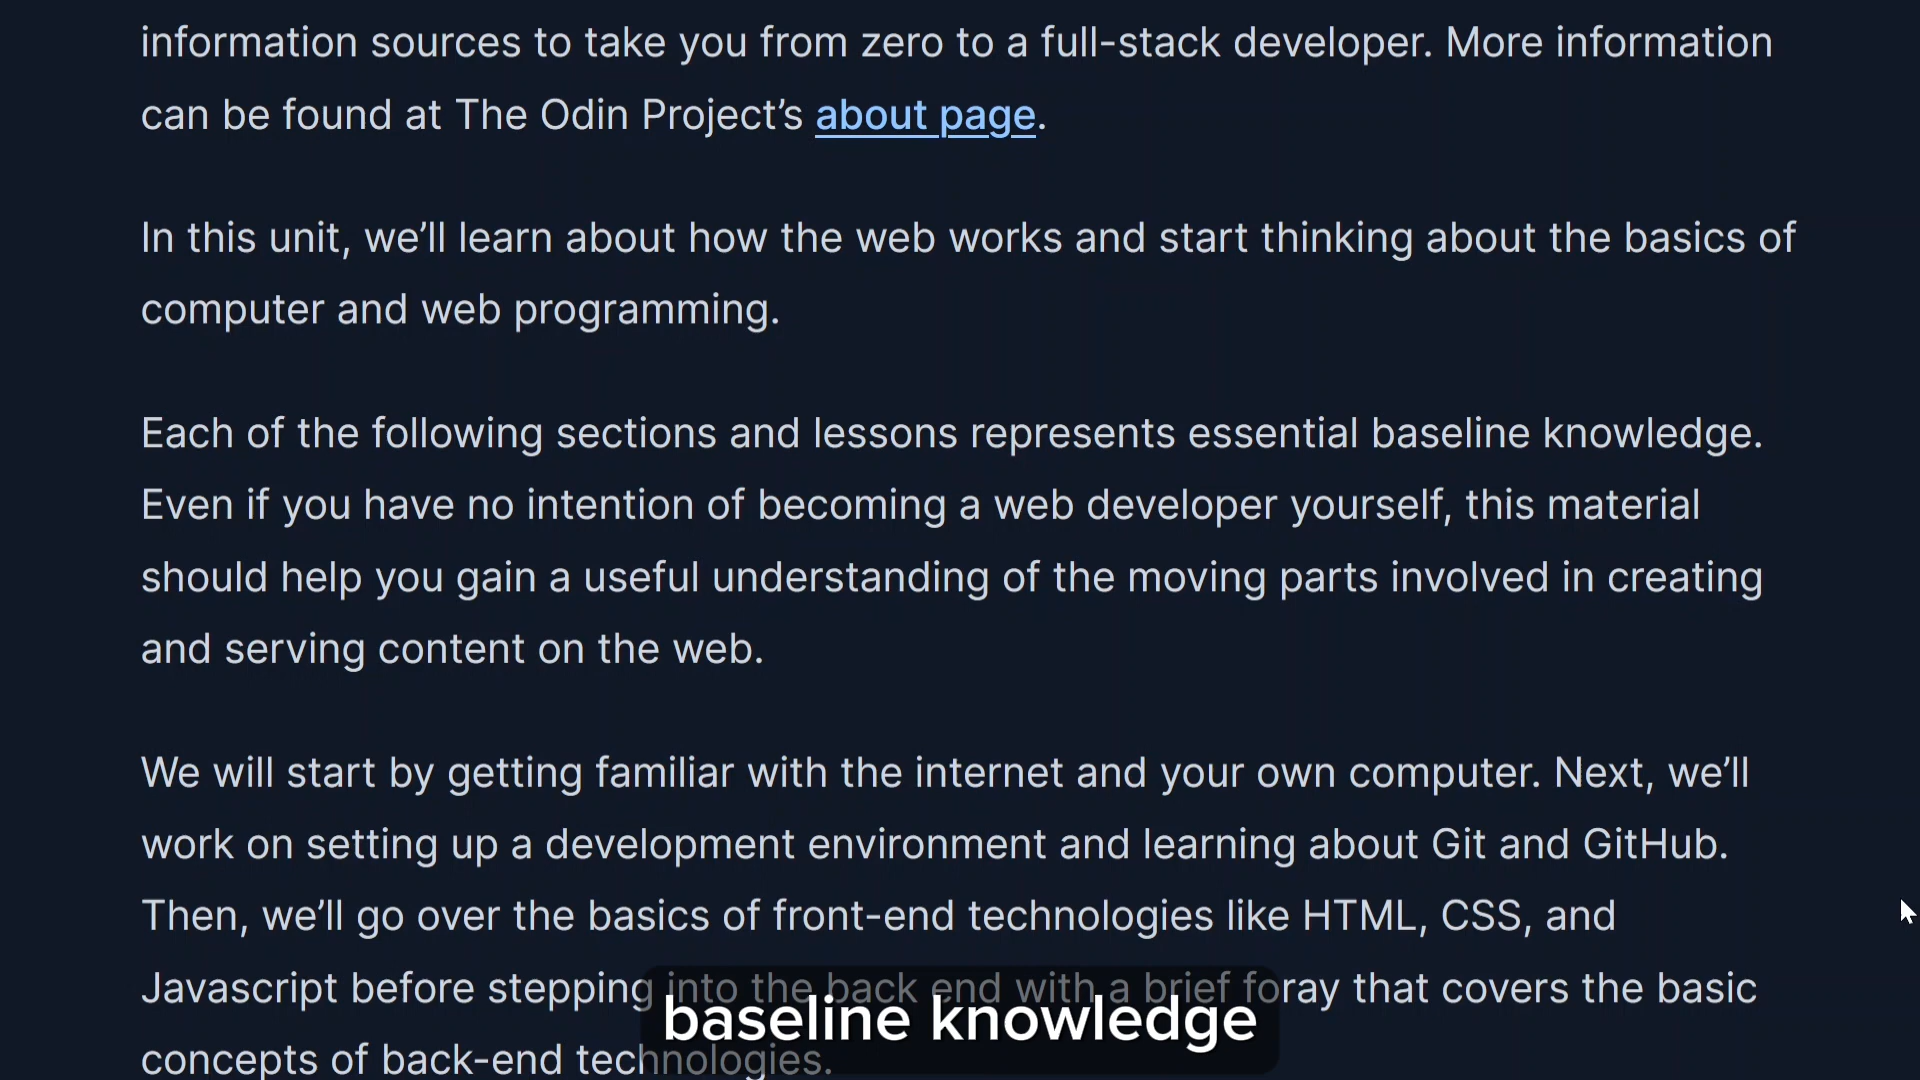 information sources to take you from zero to a full-stack developer. More information
can be found at The Odin Project’s about page.
In this unit, we’ll learn about how the web works and start thinking about the basics of
computer and web programming.
Each of the following sections and lessons represents essential baseline knowledge.
Even if you have no intention of becoming a web developer yourself, this material
should help you gain a useful understanding of the moving parts involved in creating
and serving content on the web.
We will start by getting familiar with the internet and your own computer. Next, we’ll
work on setting up a development environment and learning about Git and GitHub.
Then, we’ll go over the basics of front-end technologies like HTML, CSS, and
Javascript before stepping into the back end with a brief foray that covers the basic
concepts of back-end technologies.
baseline knowledge